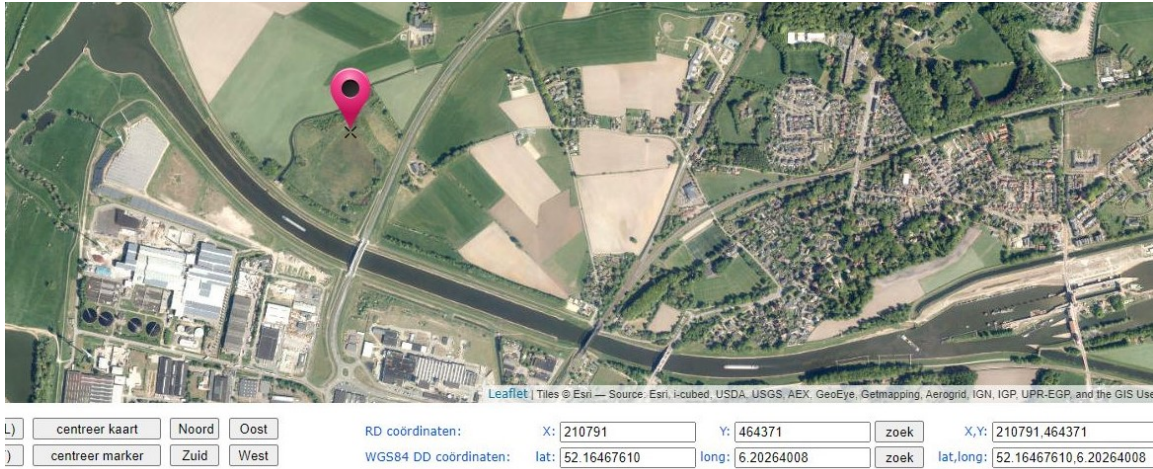 Leaflet | Tiles © Esri — Source: Esri, i-cubed, USDA, USGS, AEX, GeoEye, Getmapping, Aerogrid, IGN, IGP, UPR-EGP, and the GIS Use
L) centreer kaart Noord Oost RD coördinaten: X: 210791 Y: 464371 zoek X,Y: 210791,464371
) centreer marker Zuid West WGS84 DD coördinaten: lat: 52.16467610 long: 6.20264008 zoek lat,long: 52.16467610,6.20264008